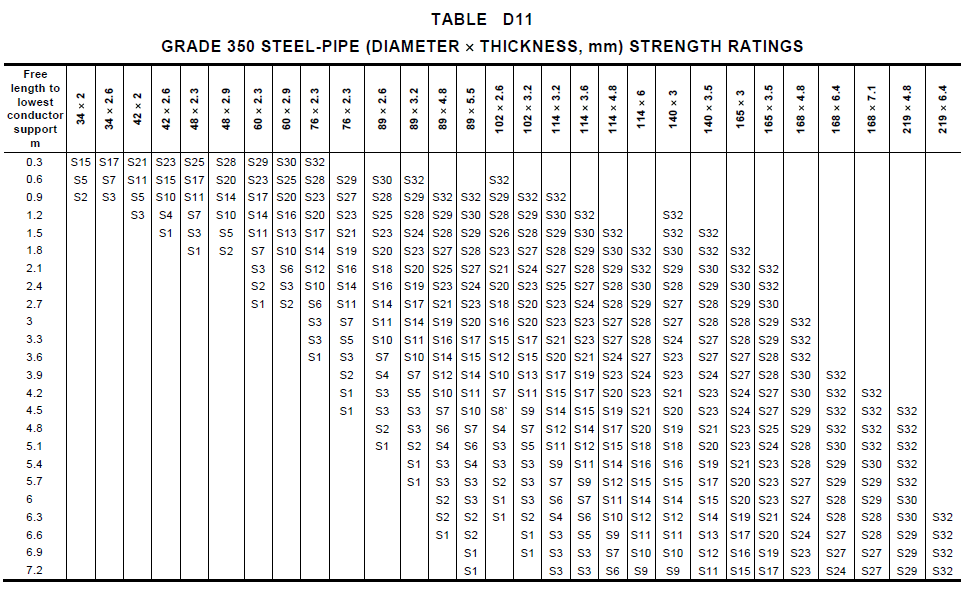 TABLE D11
GRADE 350 STEEL-PIPE (DIAMETER × THICKNESS, mm) STRENGTH RATINGS
Free
length to
lowest
conductor
support
m
34 × 2
34 × 2.6
42 × 2
42 × 2.6
48 × 2.3
48 × 2.9
60 × 2.3
60 × 2.9
76 × 2.3
76 × 2.3
89 × 2.6
89 × 3.2
89 × 4.8
89 × 5.5
102 × 2.6
102 × 3.2
114 × 3.2
114 × 3.6
114 × 4.8
114 × 6
140 × 3
140 × 3.5
165 × 3
165 × 3.5
168 × 4.8
168 × 6.4
168 × 7.1
219 × 4.8
219 × 6.4
0.3 S15 S17 S21 S23 S25 S28 S29 S30 S32
0.6 S5 S7 S11 S15 S17 S20 S23 S25 S28 S29 S30 S32 S32
0.9 S2 S3 S5 S10 S11 S14 S17 S20 S23 S27 S28 S29 S32 S32 S29 S32 S32
1.2 S3 S4 S7 S10 S14 S16 S20 S23 S25 S28 S29 S30 S28 S29 S30 S32 S32
1.5 S1 S3 S5 S11 S13 S17 S21 S23 S24 S28 S29 S26 S28 S29 S30 S32 S32 S32
1.8 S1 S2 S7 S10 S14 S19 S20 S23 S27 S28 S23 S27 S28 S29 S30 S32 S30 S32 S32
2.1 S3 S6 S12 S16 S18 S20 S25 S27 S21 S24 S27 S28 S29 S32 S29 S30 S32 S32
2.4 S2 S3 S10 S14 S16 S19 S23 S24 S20 S23 S25 S27 S28 S30 S28 S29 S30 S32
2.7 S1 S2 S6 S11 S14 S17 S21 S23 S18 S20 S23 S24 S28 S29 S27 S28 S29 S30
3 S3 S7 S11 S14 S19 S20 S16 S20 S23 S23 S27 S28 S27 S28 S28 S29 S32
3.3 S3 S5 S10 S11 S16 S17 S15 S17 S21 S23 S27 S28 S24 S27 S28 S29 S32
3.6 S1 S3 S7 S10 S14 S15 S12 S15 S20 S21 S24 S27 S23 S27 S27 S28 S32
3.9 S2 S4 S7 S12 S14 S10 S13 S17 S19 S23 S24 S23 S24 S27 S28 S30 S32
4.2 S1 S3 S5 S10 S11 S7 S11 S15 S17 S20 S23 S21 S23 S24 S27 S30 S32 S32
4.5 S1 S3 S3 S7 S10 S8` S9 S14 S15 S19 S21 S20 S23 S24 S27 S29 S32 S32 S32
4.8 S2 S3 S6 S7 S4 S7 S12 S14 S17 S20 S19 S21 S23 S25 S29 S32 S32 S32
5.1 S1 S2 S4 S6 S3 S5 S11 S12 S15 S18 S18 S20 S23 S24 S28 S30 S32 S32
5.4 S1 S3 S4 S3 S3 S9 S11 S14 S16 S16 S19 S21 S23 S28 S29 S30 S32
5.7 S1 S3 S3 S2 S3 S7 S9 S12 S15 S15 S17 S20 S23 S27 S29 S29 S32
6 S2 S3 S1 S3 S6 S7 S11 S14 S14 S15 S20 S23 S27 S28 S29 S30
6.3 S2 S2 S1 S2 S4 S6 S10 S12 S12 S14 S19 S21 S24 S28 S28 S30 S32
6.6 S1 S2 S1 S3 S5 S9 S11 S11 S13 S17 S20 S24 S27 S28 S29 S32
6.9 S1 S1 S3 S3 S7 S10 S10 S12 S16 S19 S23 S27 S27 S29 S32
7.2 S1 S3 S3 S6 S9 S9 S11 S15 S17 S23 S24 S27 S29 S32